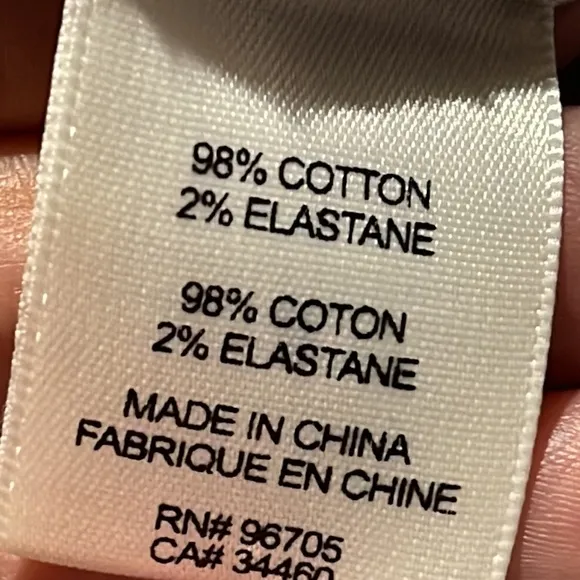 98% COTTON
2% ELASTANE
98% COTON
2% ELASTANE
MADE IN CHINA
FABRIQUE EN CHINE
RN# 96705
CA# 34460